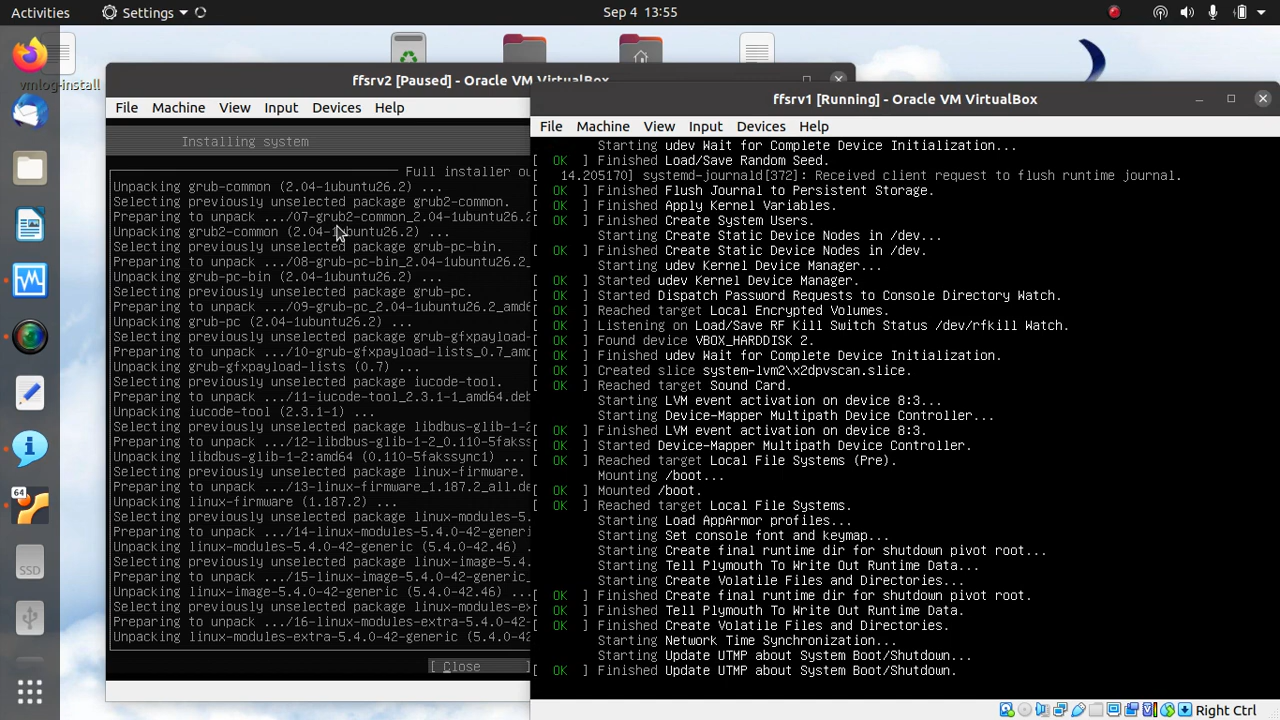 Activities
Settings
Sep 4 13:55
vmlog-install
ffsrv2 [Paused] - Oracle VM VirtualBox
File Machine View Input Devices Help
Installing system
Full installer ou
Unpacking grub-common (2.04-1ubuntu26.2) ...
Selecting previously unselected package grub2-common.
Preparing to unpack .../07-grub2-common_2.04-1ubuntu26.2
Unpacking grub2-common (2.04-1ubuntu26.2) ...
Selecting previously unselected package grub-pc-bin.
Preparing to unpack .../08-grub-pc-bin_2.04-1ubuntu26.2_
Unpacking grub-pc-bin (2.04-1ubuntu26.2) ...
Selecting previously unselected package grub-pc.
Preparing to unpack .../09-grub-pc_2.04-1ubuntu26.2_amd6
Unpacking grub-pc (2.04-1ubuntu26.2) ...
Selecting previously unselected package grub-gfxpayload-
Preparing to unpack .../10-grub-gfxpayload-lists_0.7_amd
Unpacking grub-gfxpayload-lists (0.7) ...
Selecting previously unselected package iucode-tool.
Preparing to unpack .../11-iucode-tool_2.3.1-1_amd64.deb
Unpacking iucode-tool (2.3.1-1) ...
Selecting previously unselected package libdbus-glib-1-2
Preparing to unpack .../12-libdbus-glib-1-2_0.110-5fakss
Unpacking libdbus-glib-1-2:amd64 (0.110-5fakssync1) ...
Selecting previously unselected package linux-firmware.
Preparing to unpack .../13-linux-firmware_1.187.2_all.de
Unpacking linux-firmware (1.187.2) ...
Selecting previously unselected package linux-modules-5.
Preparing to unpack .../14-linux-modules-5.4.0-42-generi
Unpacking linux-modules-5.4.0-42-generic (5.4.0-42.46) .
Selecting previously unselected package linux-image-5.4.
Preparing to unpack .../15-linux-image-5.4.0-42-generic_
Unpacking linux-image-5.4.0-42-generic (5.4.0-42.46) ...
Selecting previously unselected package linux-modules-ex
Preparing to unpack .../16-linux-modules-extra-5.4.0-42-
Unpacking linux-modules-extra-5.4.0-42-generic (5.4.0-42
[ Close ]
ffsrv1 [Running] - Oracle VM VirtualBox
File Machine View Input Devices Help
Starting udev Wait for Complete Device Initialization...
[ OK ] Finished Load/Save Random Seed.
[ 14.205170] systemd-journald[372]: Received client request to flush runtime journal.
[ OK ] Finished Flush Journal to Persistent Storage.
[ OK ] Finished Apply Kernel Variables.
[ OK ] Finished Create System Users.
Starting Create Static Device Nodes in /dev...
[ OK ] Finished Create Static Device Nodes in /dev.
Starting udev Kernel Device Manager...
[ OK ] Started udev Kernel Device Manager.
[ OK ] Started Dispatch Password Requests to Console Directory Watch.
[ OK ] Reached target Local Encrypted Volumes.
[ OK ] Listening on Load/Save RF Kill Switch Status /dev/rfkill Watch.
[ OK ] Found device VBOX_HARDDISK 2.
[ OK ] Finished udev Wait for Complete Device Initialization.
[ OK ] Created slice system-lvm2\x2dpvscan.slice.
[ OK ] Reached target Sound Card.
Starting LVM event activation on device 8:3...
Starting Device-Mapper Multipath Device Controller...
[ OK ] Finished LVM event activation on device 8:3.
[ OK ] Started Device-Mapper Multipath Device Controller.
[ OK ] Reached target Local File Systems (Pre).
Mounting /boot...
[ OK ] Mounted /boot.
[ OK ] Reached target Local File Systems.
Starting Load AppArmor profiles...
Starting Set console font and keymap...
Starting Create final runtime dir for shutdown pivot root...
Starting Tell Plymouth To Write Out Runtime Data...
Starting Create Volatile Files and Directories...
[ OK ] Finished Create final runtime dir for shutdown pivot root.
[ OK ] Finished Tell Plymouth To Write Out Runtime Data.
[ OK ] Finished Create Volatile Files and Directories.
Starting Network Time Synchronization...
Starting Update UTMP about System Boot/Shutdown...
[ OK ] Finished Update UTMP about System Boot/Shutdown.
Right Ctrl
64
SSD